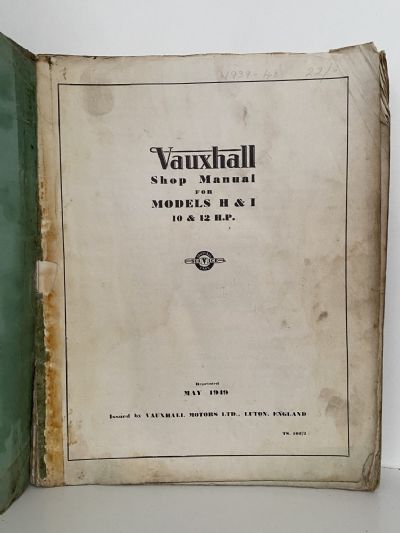 Vauxhall
Shop Manual
FOR
MODELS H & I
10 & 12 H.P.
Reprinted
MAY 1949
Issued by VAUXHALL MOTORS LTD., LUTON, ENGLAND